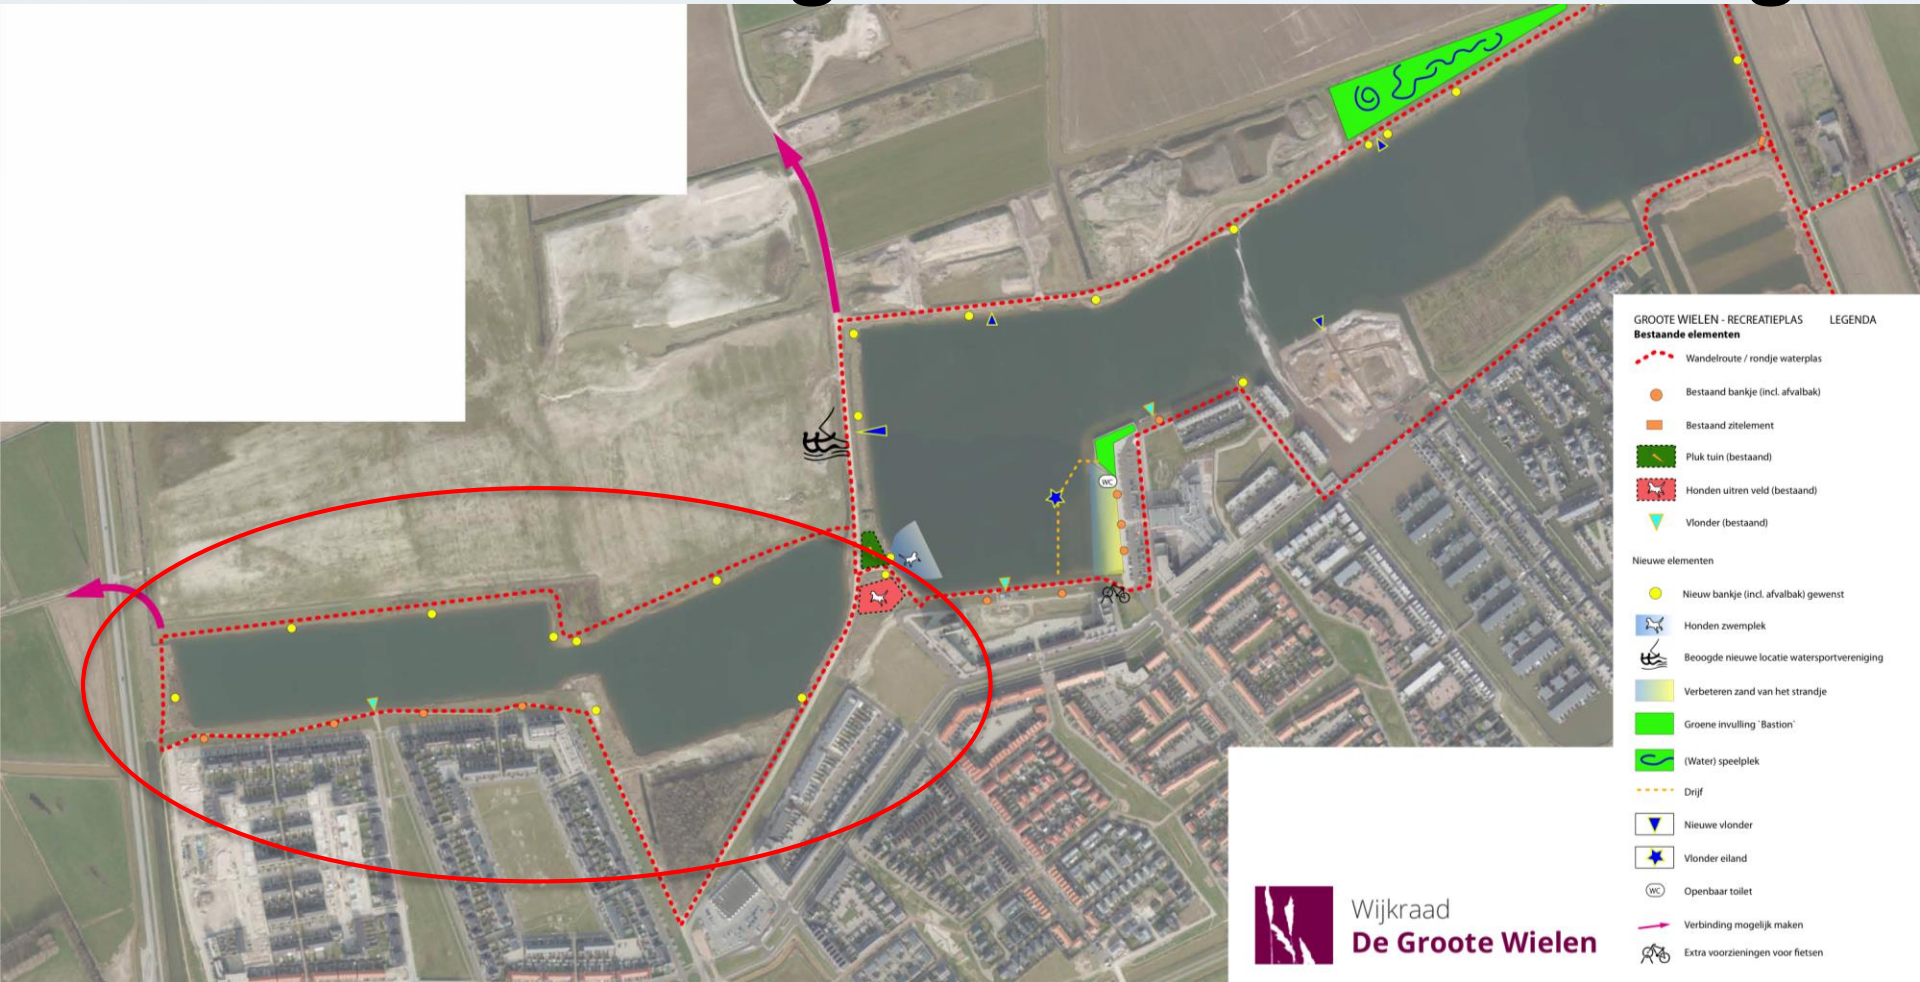 GROOTE WIELEN - RECREATIEPLAS LEGENDA
Bestaande elementen
Wandelroute / rondje waterplas
Bestaand bankje (incl. afvalbak)
Bestaand zitelement
Pluk tuin (bestaand)
Honden uitren veld (bestaand)
Vlonder (bestaand)
Nieuwe elementen
Nieuw bankje (incl. afvalbak) gewenst
Honden zwemplek
Beoogde nieuwe locatie watersportvereniging
Verbeteren zand van het strandje
Groene invulling `Bastion`
(Water) speelplek
Drijf
Nieuwe vlonder
Vlonder eiland
WC Openbaar toilet
Verbinding mogelijk maken
Extra voorzieningen voor fietsen
WC
Wijkraad
De Groote Wielen